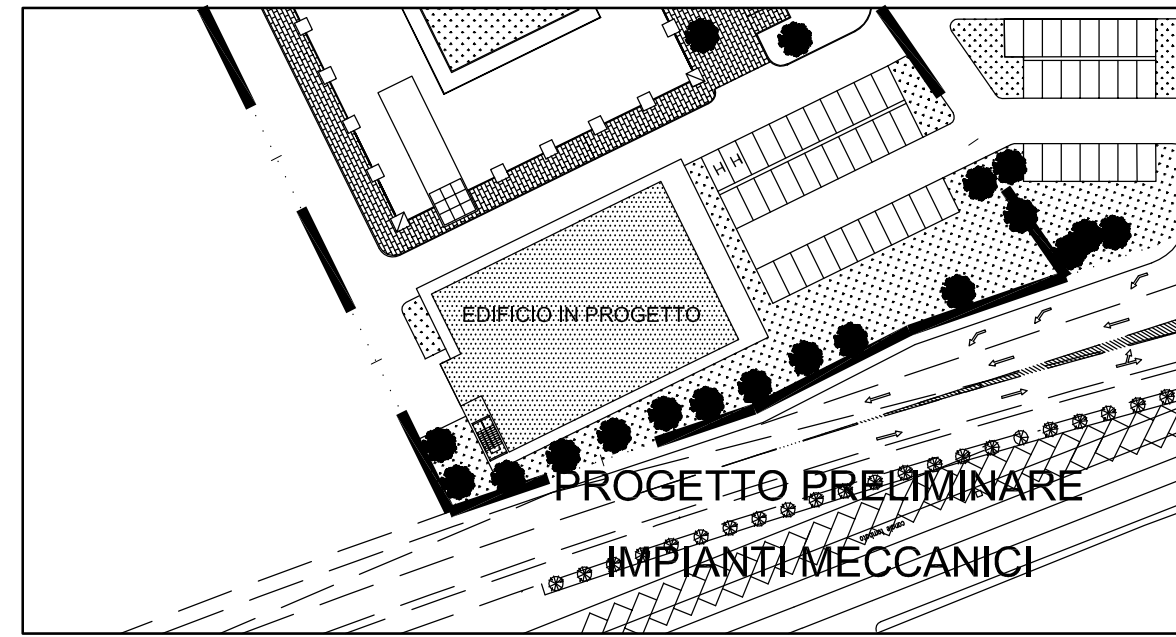 H H
EDIFICIO IN PROGETTO
PROGETTO PRELIMINARE
IMPIANTI MECCANICI